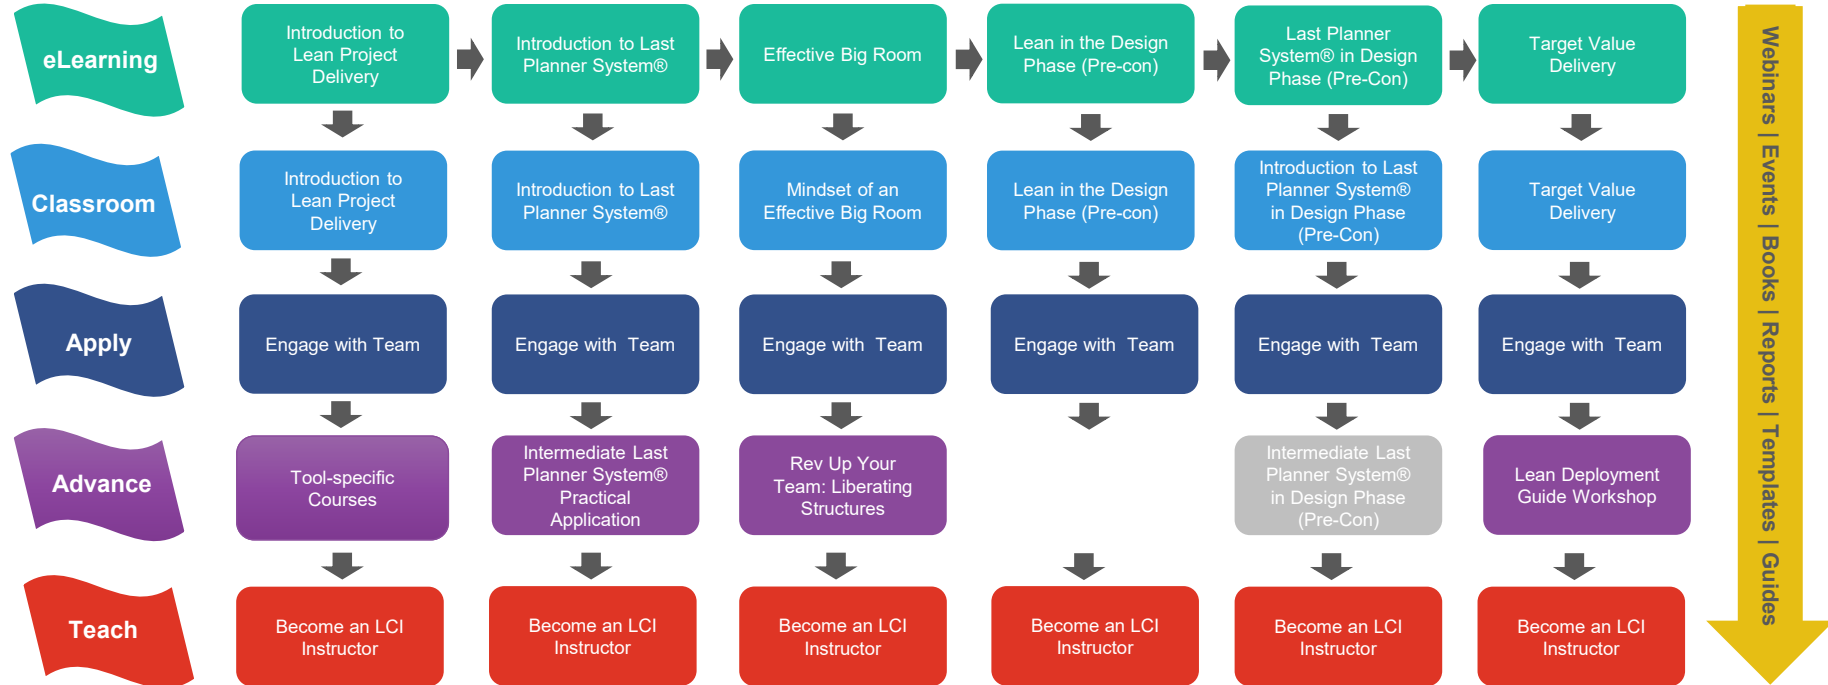 eLearning
Introduction to
Lean Project
Delivery
Introduction to Last
Planner System®
Effective Big Room
Lean in the Design
Phase (Pre-con)
Last Planner
System® in Design
Phase (Pre-Con)
Target Value
Delivery
Classroom
Introduction to
Lean Project
Delivery
Introduction to Last
Planner System®
Mindset of an
Effective Big Room
Lean in the Design
Phase (Pre-con)
Introduction to Last
Planner System®
in Design Phase
(Pre-Con)
Target Value
Delivery
Apply
Engage with Team
Engage with Team
Engage with Team
Engage with Team
Engage with Team
Engage with Team
Advance
Tool-specific
Courses
Intermediate Last
Planner System®
Practical
Application
Rev Up Your
Team: Liberating
Structures
Intermediate Last
Planner System®
in Design Phase
(Pre-Con)
Lean Deployment
Guide Workshop
Teach
Become an LCI
Instructor
Become an LCI
Instructor
Become an LCI
Instructor
Become an LCI
Instructor
Become an LCI
Instructor
Become an LCI
Instructor
Webinars | Events | Books | Reports | Templates | Guides